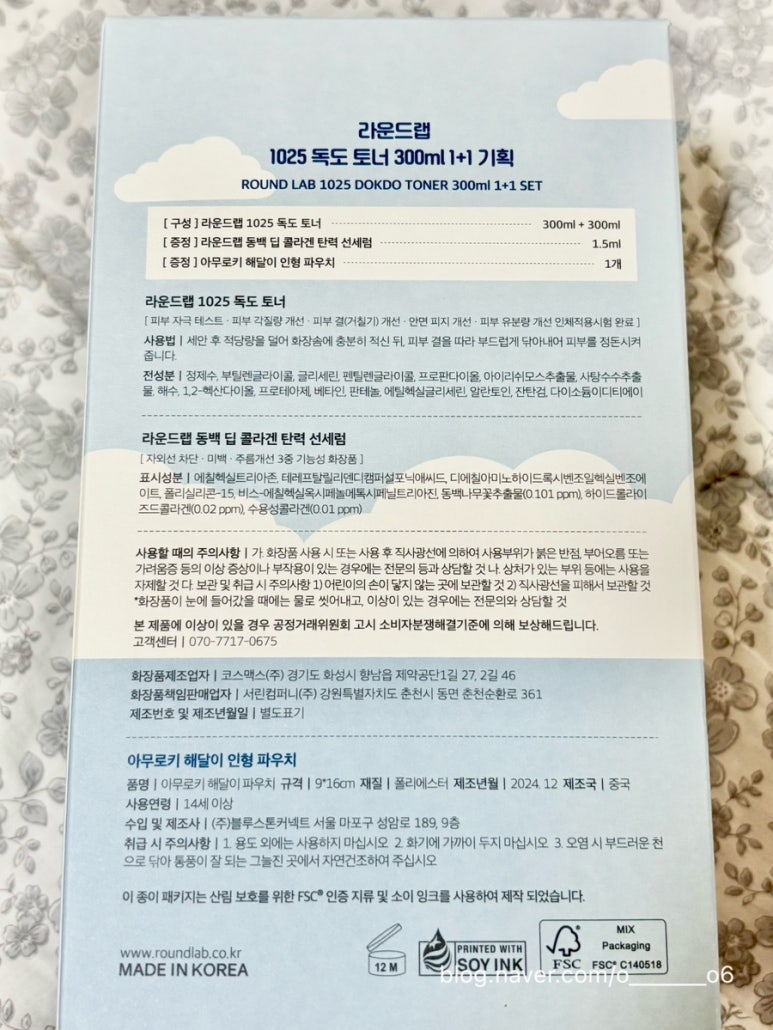 라운드랩
1025 독도 토너 300ml 1+1 기획
ROUND LAB 1025 DOKDO TONER 300ml 1+1 SET
[ 구성 ] 라운드랩 1025 독도 토너 300ml + 300ml
[ 증정 ] 라운드랩 동백 딥 콜라겐 탄력 선세럼 1.5ml
[ 증정 ] 아무로키 해달이 인형 파우치 1개
라운드랩 1025 독도 토너
[ 피부 자극 테스트 · 피부 각질량 개선 · 피부 결(거칠기) 개선 · 안면 피지 개선 · 피부 유분량 개선 인체적용시험 완료 ]
사용법 | 세안 후 적당량을 덜어 화장솜에 충분히 적신 뒤, 피부 결을 따라 부드럽게 닦아내어 피부를 정돈시켜
줍니다.
전성분 | 정제수, 부틸렌글라이콜, 글리세린, 펜틸렌글라이콜, 프로판다이올, 아이리쉬모스추출물, 사탕수수추출
물, 해수, 1,2-헥산다이올, 프로테아제, 베타인, 판테놀, 에틸헥실글리세린, 알란토인, 잔탄검, 다이소듐이디티에이
라운드랩 동백 딥 콜라겐 탄력 선세럼
[ 자외선 차단 · 미백 · 주름개선 3중 기능성 화장품 ]
표시성분 | 에칠헥실트리아존, 테레프탈릴리덴디캠퍼설포닉애씨드, 디에칠아미노하이드록시벤조일헥실벤조에
이트, 폴리실리콘-15, 비스-에칠헥실옥시페놀메톡시페닐트리아진, 동백나무꽃추출물(0.101 ppm), 하이드롤라이
즈드콜라겐(0.02 ppm), 수용성콜라겐(0.01 ppm)
사용할 때의 주의사항 | 가. 화장품 사용 시 또는 사용 후 직사광선에 의하여 사용부위가 붉은 반점, 부어오름 또는
가려움증 등의 이상 증상이나 부작용이 있는 경우에는 전문의 등과 상담할 것 나. 상처가 있는 부위 등에는 사용을
자제할 것 다. 보관 및 취급 시 주의사항 1) 어린이의 손이 닿지 않는 곳에 보관할 것 2) 직사광선을 피해서 보관할 것
*화장품이 눈에 들어갔을 때에는 물로 씻어내고, 이상이 있는 경우에는 전문의와 상담할 것
본 제품에 이상이 있을 경우 공정거래위원회 고시 소비자분쟁해결기준에 의해 보상해드립니다.
고객센터 | 070-7717-0675
화장품제조업자 | 코스맥스(주) 경기도 화성시 향남읍 제약공단1길 27, 2길 46
화장품책임판매업자 | 서린컴퍼니(주) 강원특별자치도 춘천시 동면 춘천순환로 361
제조번호 및 제조년월일 | 별도표기
아무로키 해달이 인형 파우치
품명 | 아무로키 해달이 파우치 규격 | 9*16cm 재질 | 폴리에스터 제조년월 | 2024. 12 제조국 | 중국
사용연령 | 14세 이상
수입 및 제조사 | (주)블루스톤커넥트 서울 마포구 성암로 189, 9층
취급 시 주의사항 | 1. 용도 외에는 사용하지 마십시오 2. 화기에 가까이 두지 마십시오 3. 오염 시 부드러운 천
으로 닦아 통풍이 잘 되는 그늘진 곳에서 자연건조하여 주십시오
이 종이 패키지는 산림 보호를 위한 FSC® 인증 지류 및 소이 잉크를 사용하여 제작 되었습니다.
www.roundlab.co.kr
MADE IN KOREA
12 M
PRINTED WITH
SOY INK
FSC
MIX
Packaging
FSC® C140518
blog.naver.com/o______o6